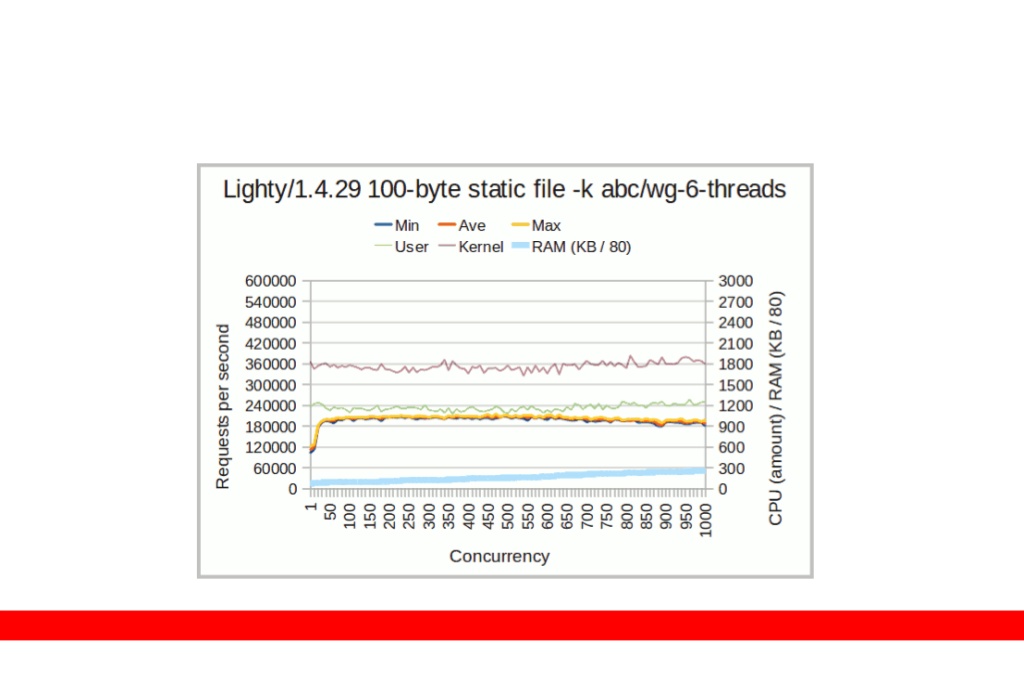 Lighty/1.4.29 100-byte static file -k abc/wg-6-threads
Min Ave Max
User Kernel RAM (KB / 80)
600000 3000
540000 2700
480000 2400
420000 2100
360000 1800
300000 1500
240000 1200
180000 900
120000 600
60000 300
0 0
Requests per second
CPU (amount) / RAM (KB / 80)
1 50 100 150 200 250 300 350 400 450 500 550 600 650 700 750 800 850 900 950 1000
Concurrency